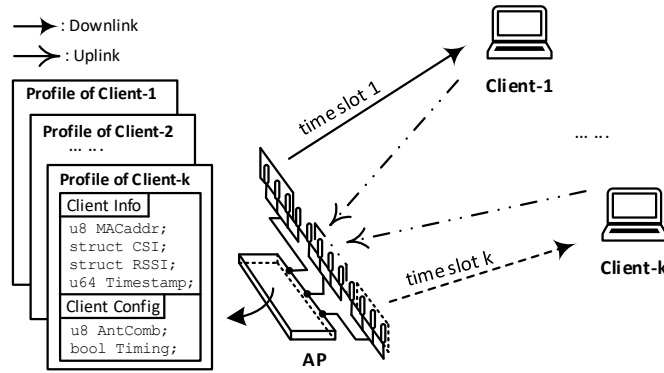 : Downlink
: Uplink
Profile of Client-1
Profile of Client-2
... ...
Profile of Client-k
Client Info
u8 MACaddr;
struct CSI;
struct RSSI;
u64 Timestamp;
Client Config
u8 AntComb;
bool Timing;
time slot 1
Client-1
... ...
time slot k
Client-k
AP